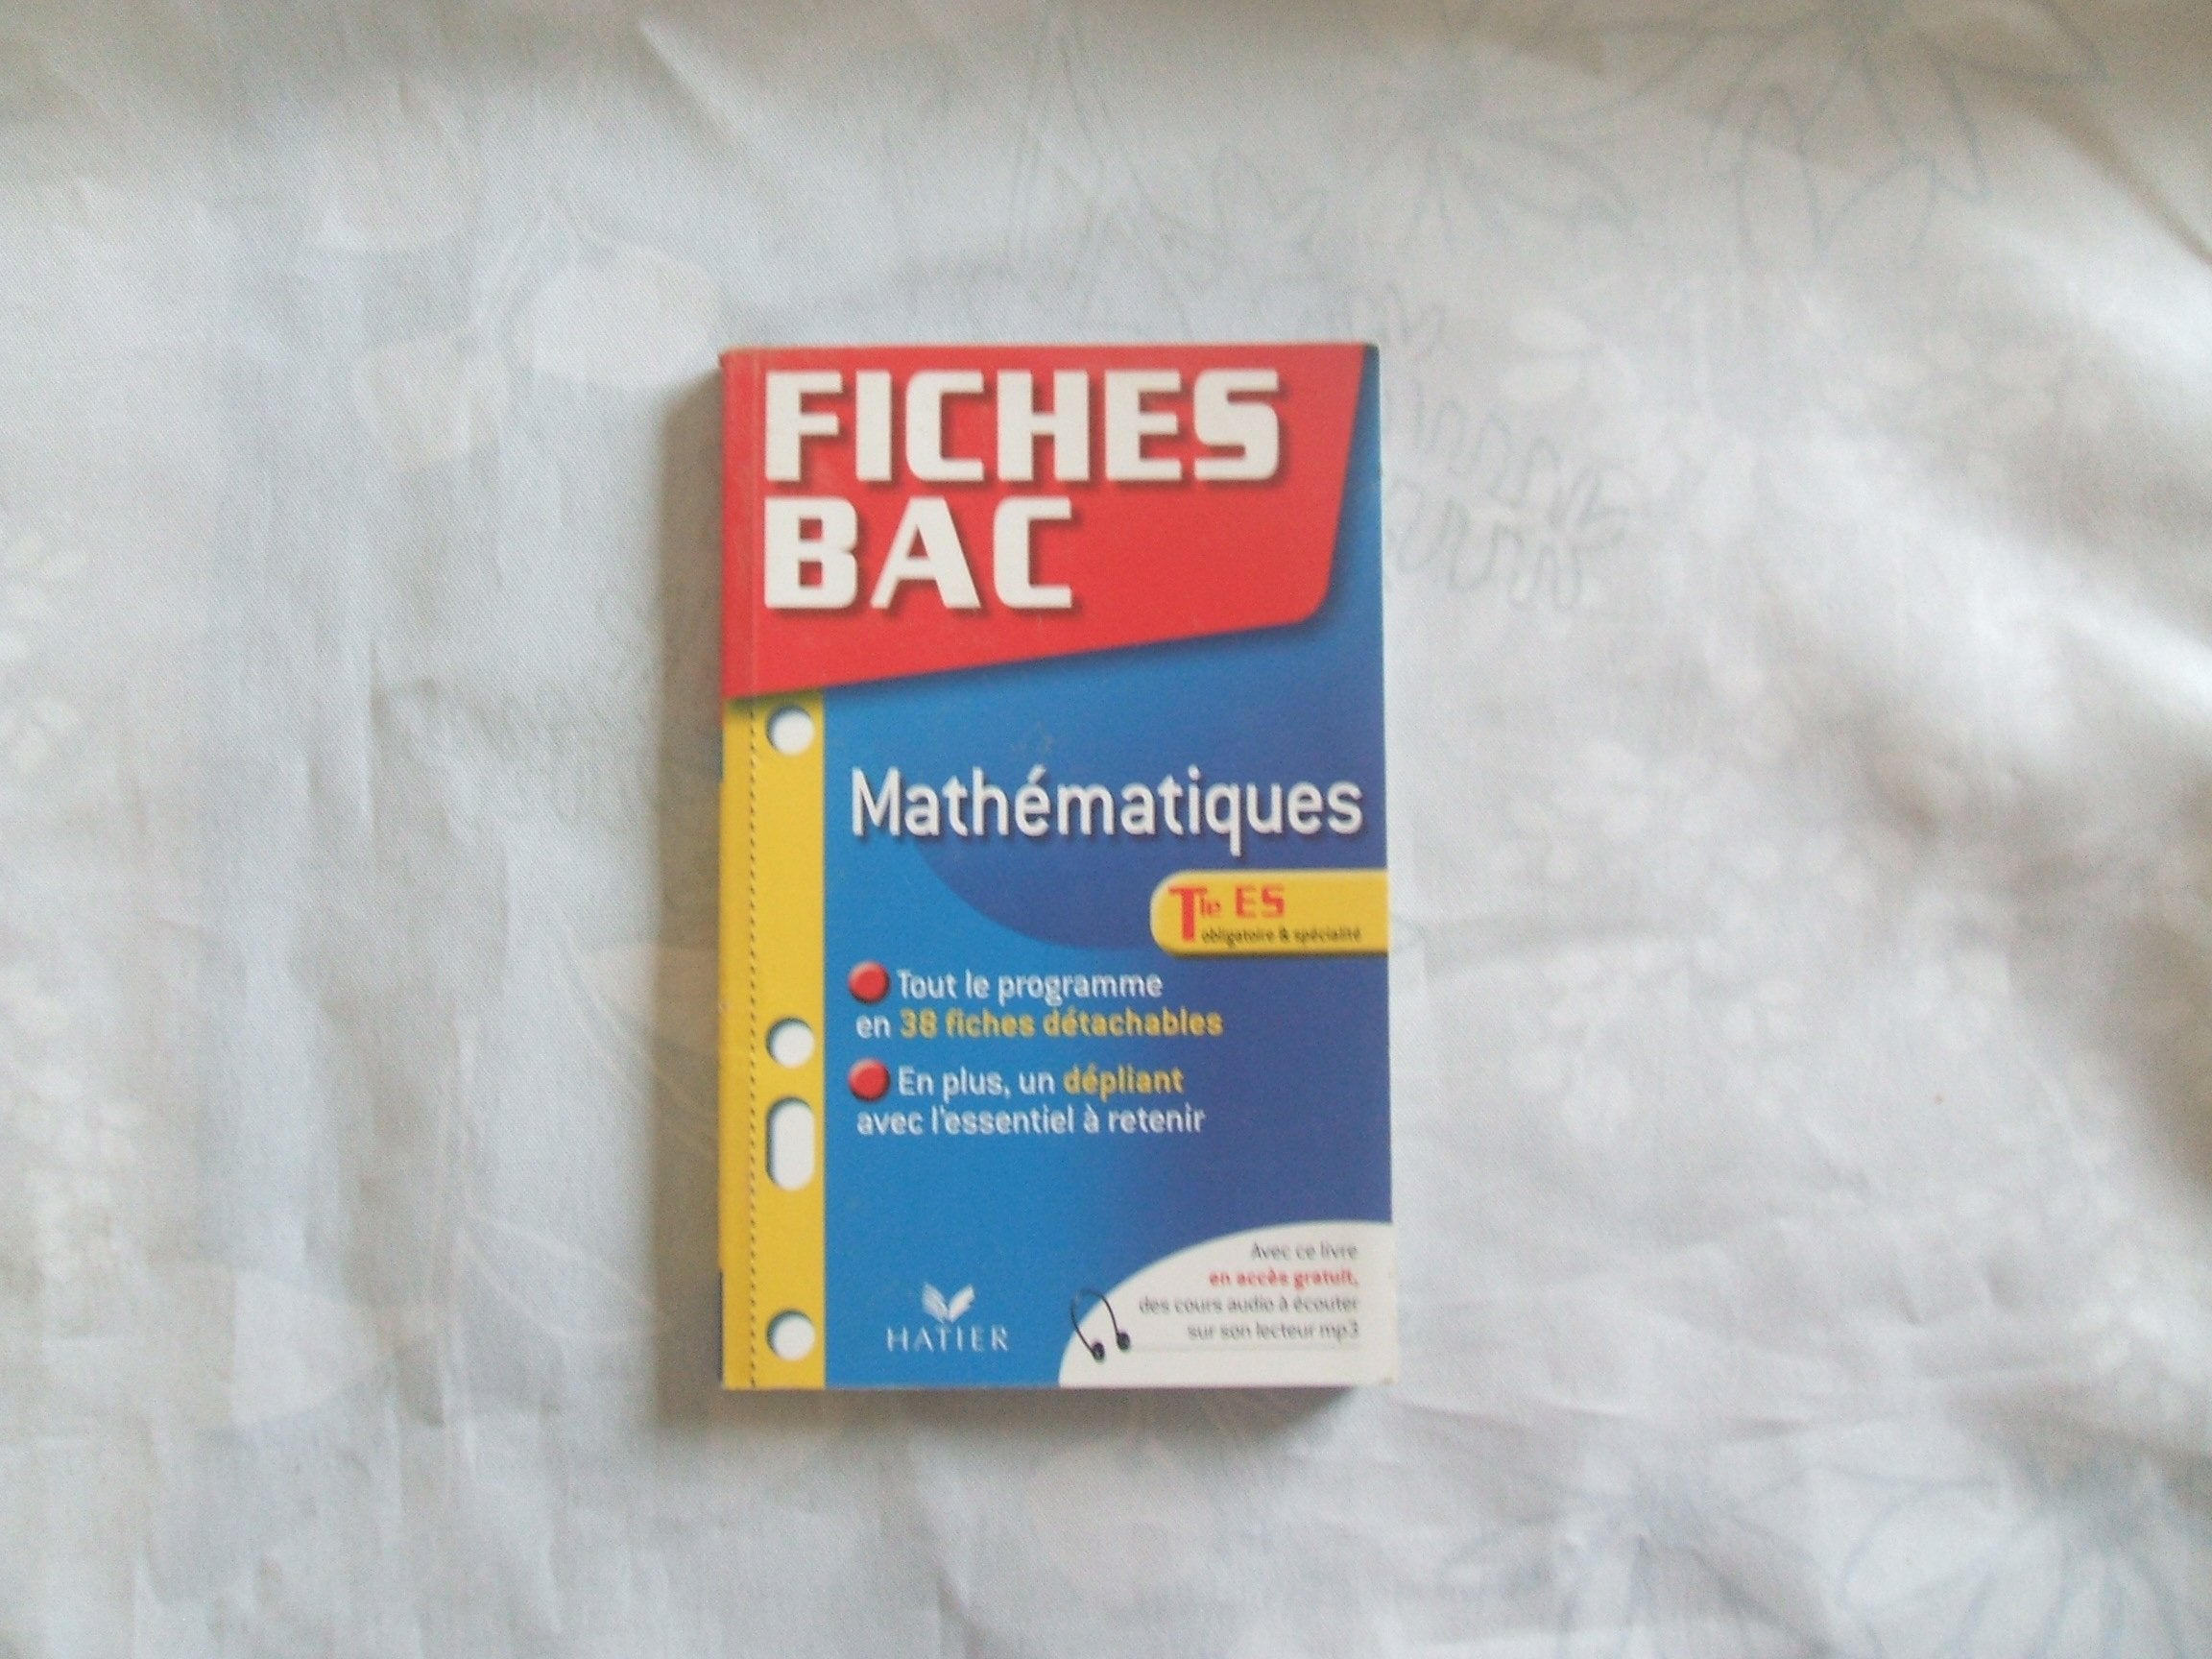 FICHES
BAC
Mathématiques
Tle ES
obligatoire & spécialité
Tout le programme
en 38 fiches détachables
En plus, un dépliant
avec l'essentiel à retenir
Avec ce livre
en accès gratuit,
des cours audio à écouter
sur son lecteur mp3
HATIER